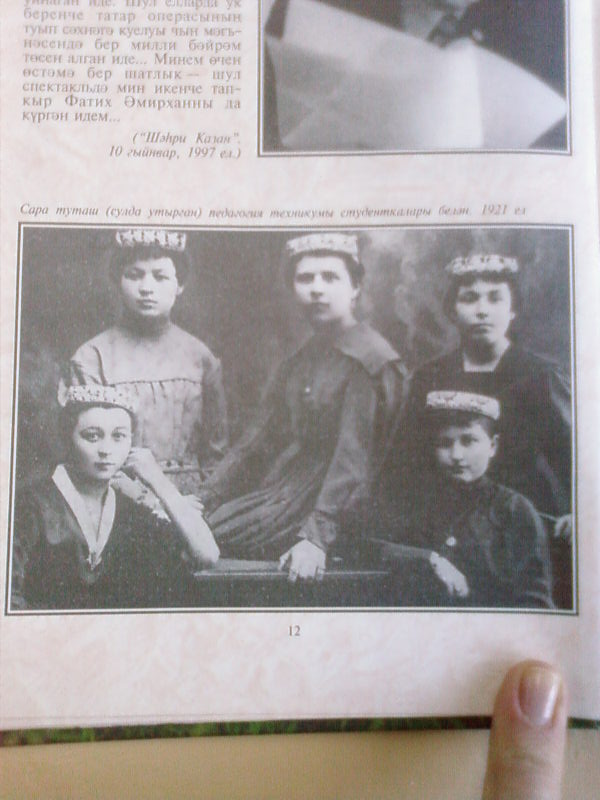 уйнаган иде. Шул елларда ук
беренче татар операсының
туып сәхнәгә куелуы чын мәгъ-
нәсендә бер милли бәйрәм
төсен алган иде... Минем өчен
өстәмә бер шатлык — шул
спектакльдә мин икенче тап-
кыр Фатих Әмирханны да
күргән идем...
("Шәһри Казан".
10 гыйнвар, 1997 ел.)
Сара туташ (сулда утырган) педагогия техникумы студенткалары белән. 1921 ел
12